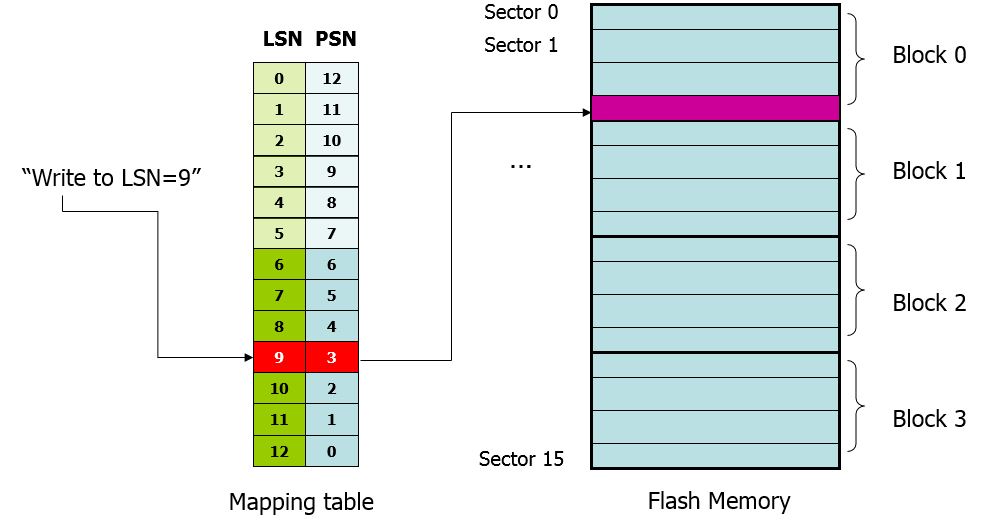 Sector 0
LSN PSN
Sector 1
Block 0
0 12
1 11
2 10
...
3 9
Block 1
“Write to LSN=9”
4 8
5 7
6 6
7 5
Block 2
8 4
9 3
10 2
11 1
Block 3
12 0
Sector 15
Mapping table
Flash Memory